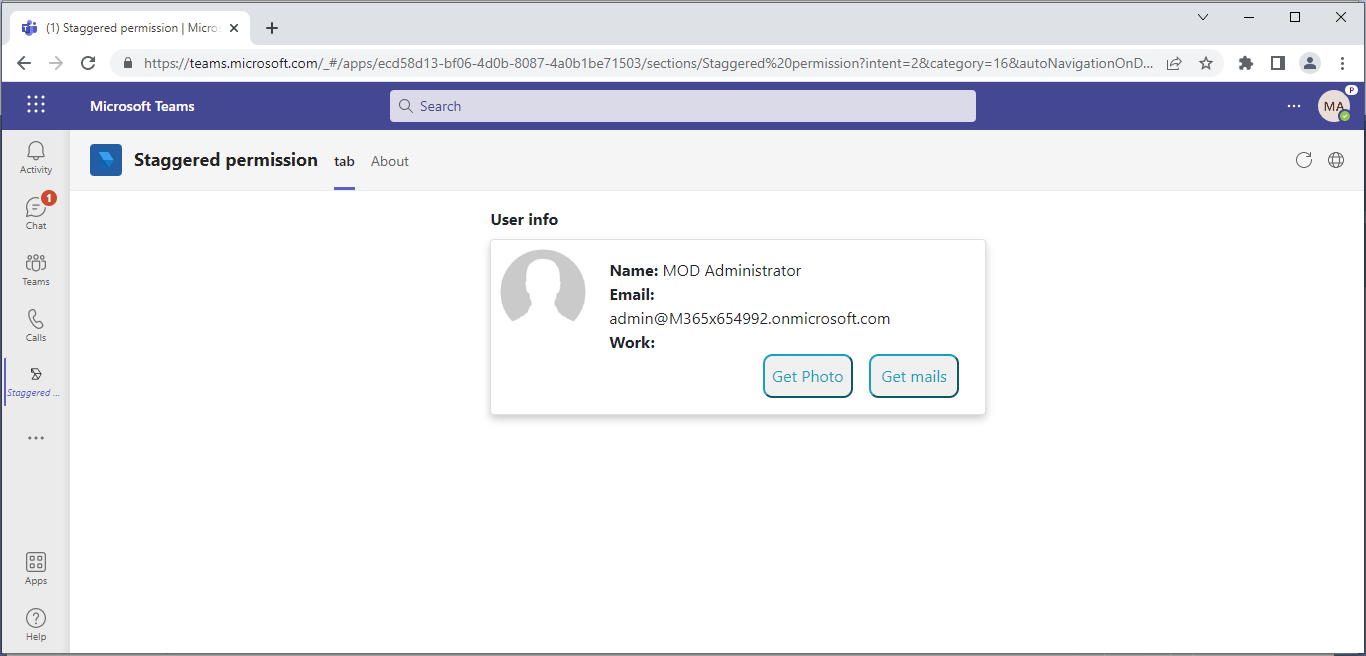 (1) Staggered permission | Micros
https://teams.microsoft.com/_#/apps/ecd58d13-bf06-4d0b-8087-4a0b1be71503/sections/Staggered%20permission?intent=2&category=16&autoNavigationOnD...
Microsoft Teams
Search
MA
P
Activity
1
Chat
Teams
Calls
Staggered ...
Apps
Help
Staggered permission
tab
About
User info
Name: MOD Administrator
Email:
admin@M365x654992.onmicrosoft.com
Work:
Get Photo
Get mails